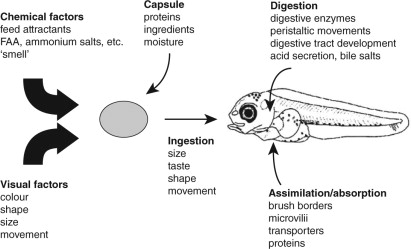 Chemical factors
feed attractants
FAA, ammonium salts, etc.
‘smell’
Capsule
proteins
ingredients
moisture
Digestion
digestive enzymes
peristaltic movements
digestive tract development
acid secretion, bile salts
Visual factors
colour
shape
size
movement
Ingestion
size
taste
shape
movement
Assimilation/absorption
brush borders
microvilii
transporters
proteins